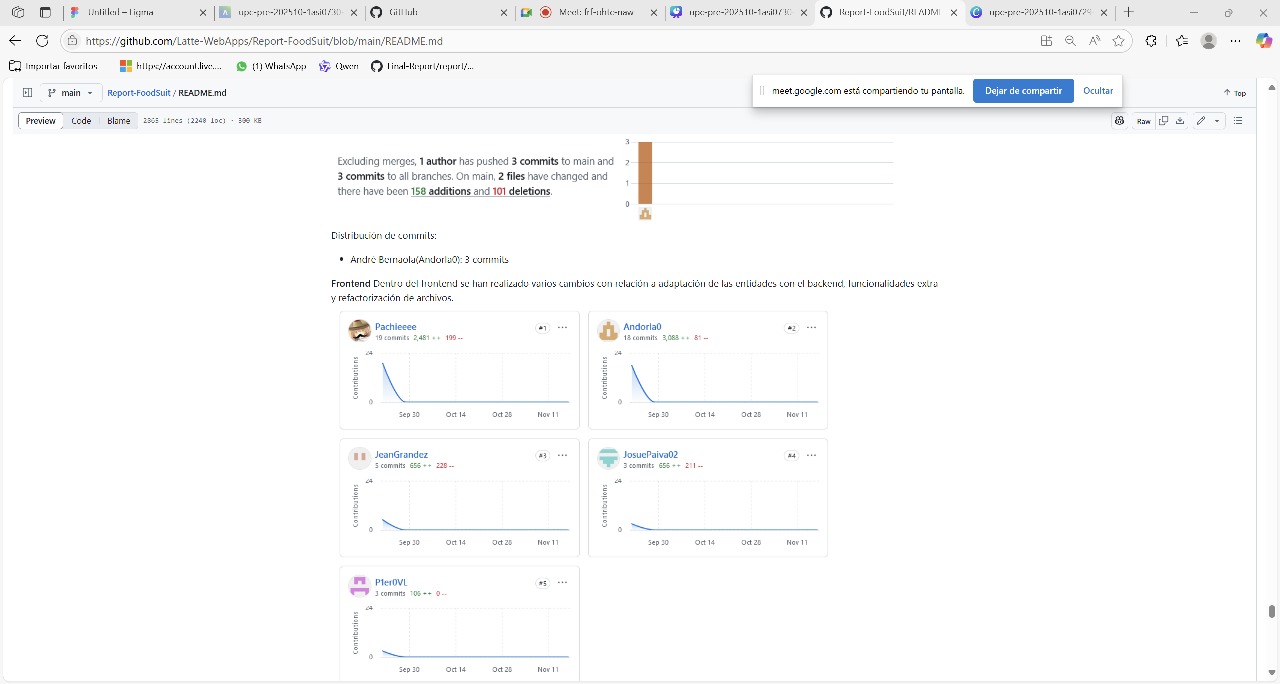 Untitled – Figma
upc-pre-202510-1asi0730-
GitHub
Meet: frf-ohtc-naw
upc-pre-202510-1asi0730-
Report-FoodSuit/README
upc-pre-202510-1asi0729-
https://github.com/Latte-WebApps/Report-FoodSuit/blob/main/README.md
Importar favoritos
https://account.live....
(1) WhatsApp
Qwen
Final-Report/report/...
main
Report-FoodSuit / README.md
meet.google.com está compartiendo tu pantalla.
Dejar de compartir
Ocultar
Top
Preview
Code
Blame
Raw
Excluding merges, 1 author has pushed 3 commits to main and
3 commits to all branches. On main, 2 files have changed and
there have been 158 additions and 101 deletions.
3
2
1
0
Distribución de commits:
• André Bernaola(Andorla0): 3 commits
Frontend Dentro del frontend se han realizado varios cambios con relación a adaptación de las entidades con el backend, funcionalidades extra
y refactorización de archivos.
Pachieeee
#1
19 commits 2,481 ++ 199 --
Contributions
24
0
Sep 30 Oct 14 Oct 28 Nov 11
Andorla0
#2
18 commits 3,088 ++ 81 --
Contributions
24
0
Sep 30 Oct 14 Oct 28 Nov 11
JeanGrandez
#3
5 commits 656 ++ 228 --
Contributions
24
0
Sep 30 Oct 14 Oct 28 Nov 11
JosuePaiva02
#4
3 commits 656 ++ 211 --
Contributions
24
0
Sep 30 Oct 14 Oct 28 Nov 11
P1er0VL
#5
3 commits 106 ++ 0 --
Contributions
24
0
Sep 30 Oct 14 Oct 28 Nov 11